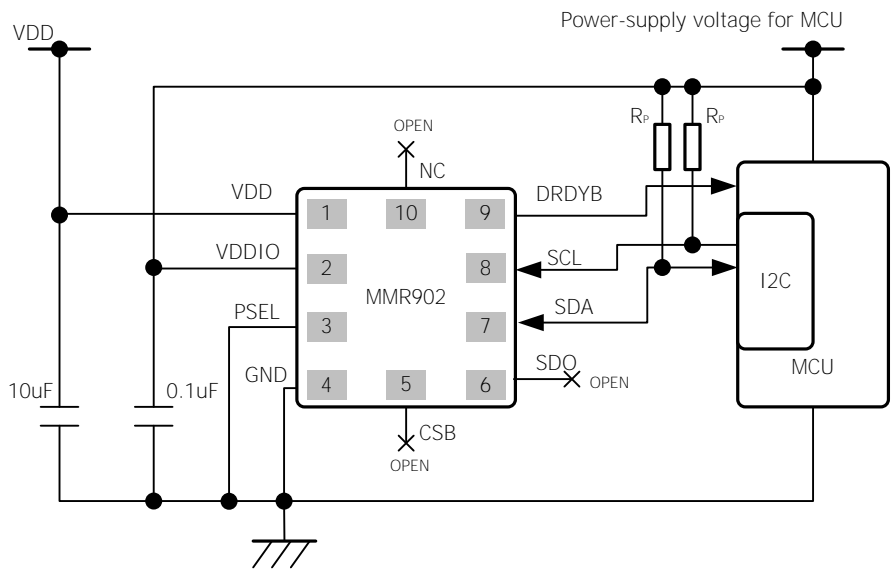 Power-supply voltage for MCU
VDD
RP
RP
OPEN
NC
VDD
DRDYB
1
10
9
VDDIO
SCL
2
8
I2C
MMR902
PSEL
SDA
3
7
MCU
GND
SDO
4
5
6
OPEN
10uF
0.1uF
CSB
OPEN